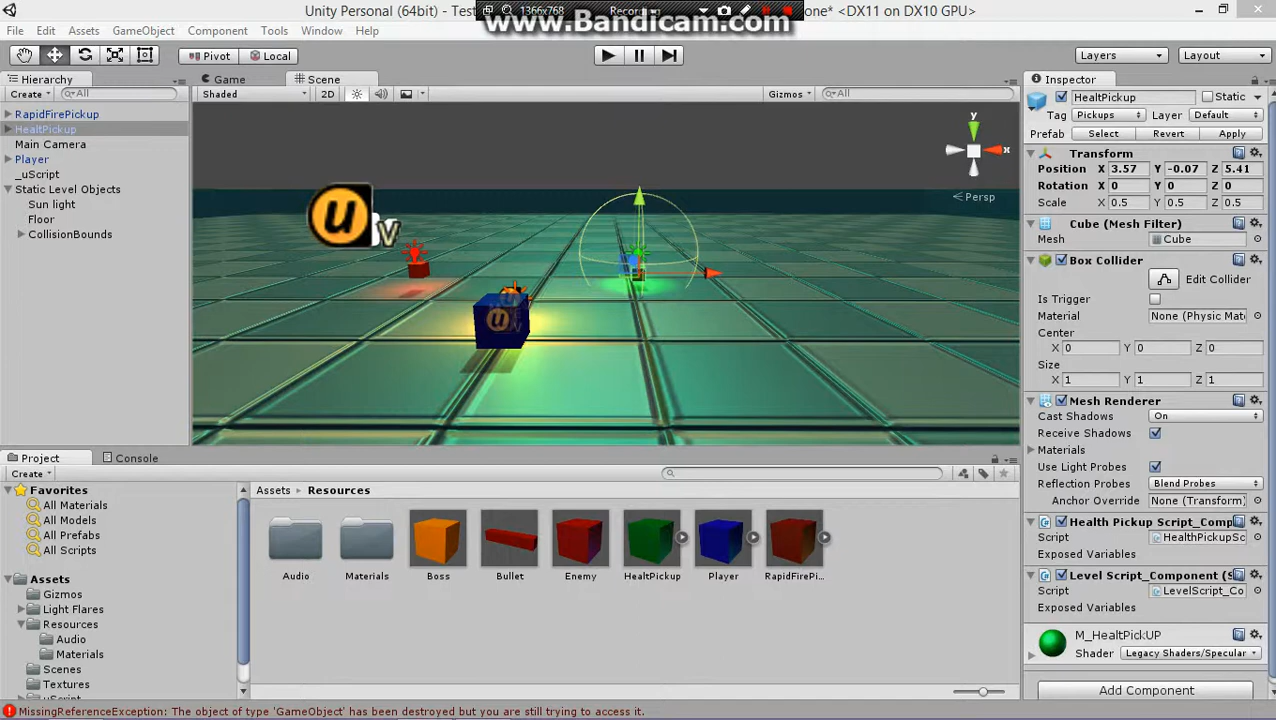 Unity Personal (64bit) - Tes
1366x768
Recor
one* <DX11 on DX10 GPU>
www.Bandicam.com
File Edit Assets GameObject Component Tools Window Help
Pivot Local Layers Layout
Hierarchy
Create All
RapidFirePickup
HealtPickup
Main Camera
Player
_uScript
Static Level Objects
Sun light
Floor
CollisionBounds
Game Scene
Shaded 2D Gizmos All
y
x
Persp
u
u
Inspector
HealtPickup Static
Tag Pickups Layer Default
Prefab Select Revert Apply
Transform
Position X 3.57 Y -0.07 Z 5.41
Rotation X 0 Y 0 Z 0
Scale X 0.5 Y 0.5 Z 0.5
Cube (Mesh Filter)
Mesh Cube
Box Collider
Edit Collider
Is Trigger
Material None (Physic Mate
Center
X 0 Y 0 Z 0
Size
X 1 Y 1 Z 1
Mesh Renderer
Cast Shadows On
Receive Shadows
Materials
Use Light Probes
Reflection Probes Blend Probes
Anchor Override None (Transform)
Health Pickup Script_Comp
Script HealthPickupSc
Exposed Variables
Level Script_Component (S
Script LevelScript_Co
Exposed Variables
M_HealtPickUP
Shader Legacy Shaders/Specular
Add Component
Project Console
Create
Favorites
All Materials
All Models
All Prefabs
All Scripts
Assets
Gizmos
Light Flares
Resources
Audio
Materials
Scenes
Textures
uScript
Assets Resources
Audio Materials Boss Bullet Enemy HealtPickup Player RapidFirePi...
MissingReferenceException: The object of type 'GameObject' has been destroyed but you are still trying to access it.